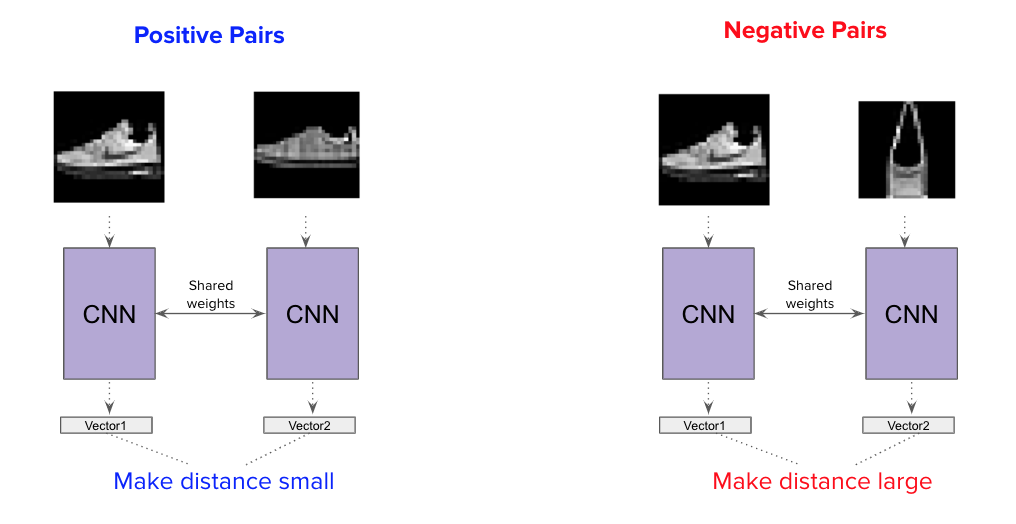 Positive Pairs
Negative Pairs
Shared
weights
CNN
CNN
Shared
weights
CNN
CNN
Vector1
Vector2
Vector1
Vector2
Make distance small
Make distance large